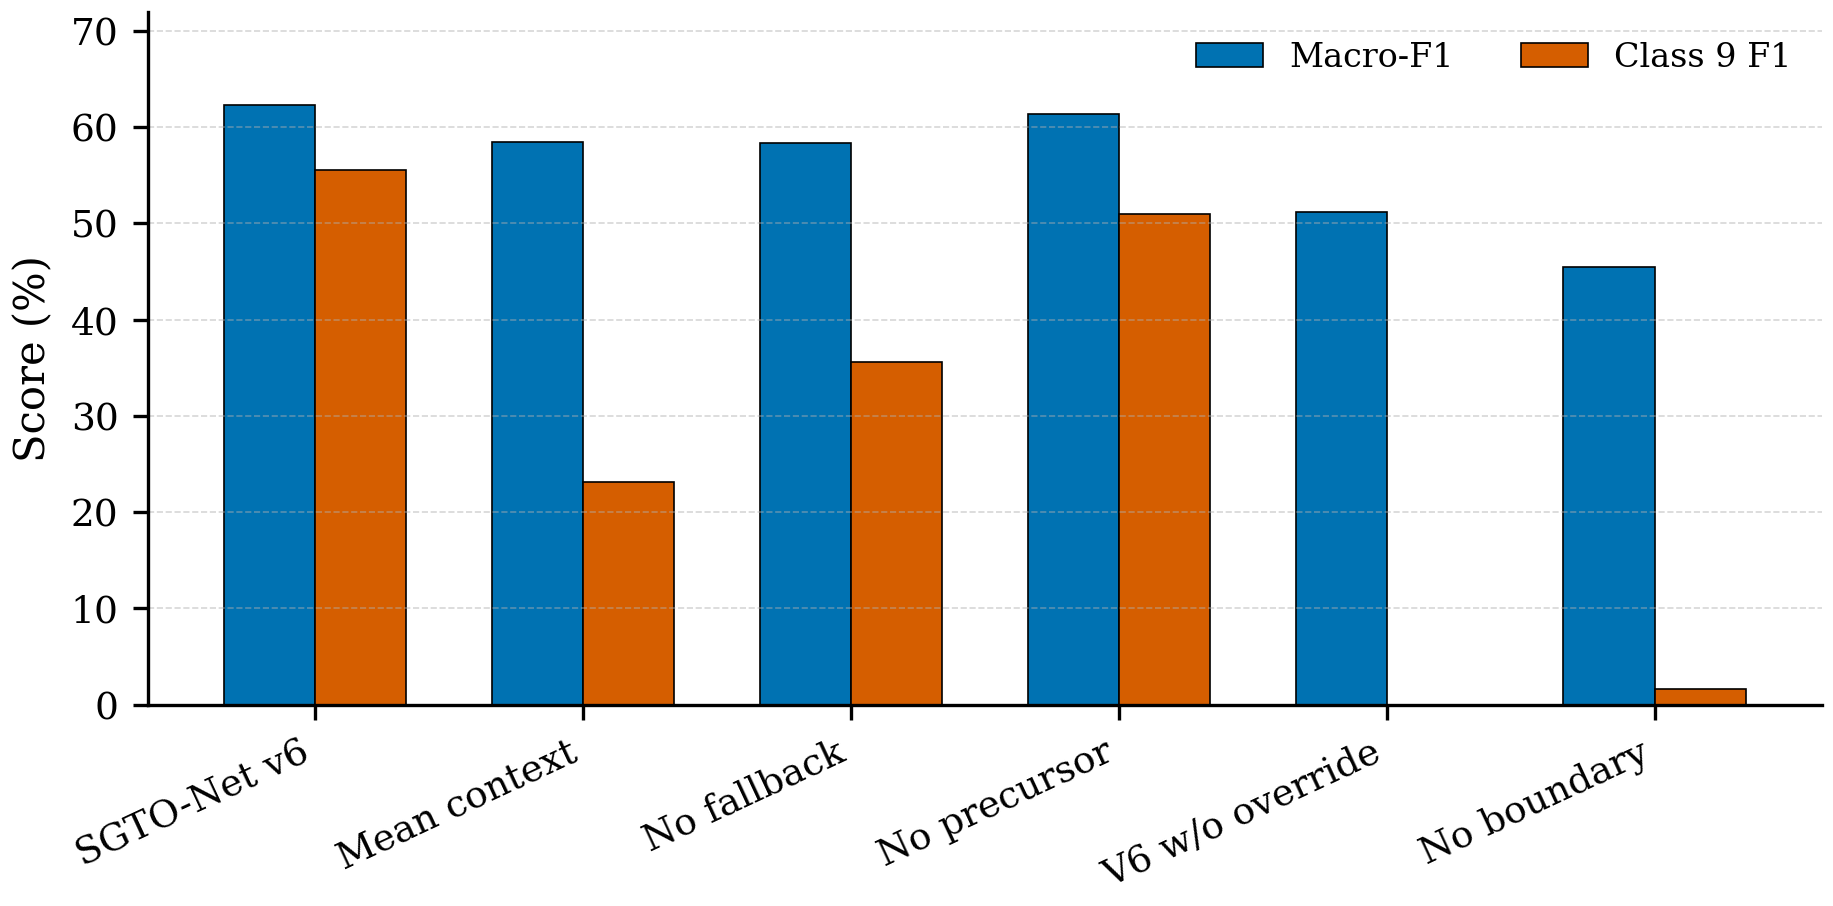 Macro-F1
Class 9 F1
Score (%)
70
60
50
40
30
20
10
0
SGTO-Net v6
Mean context
No fallback
No precursor
V6 w/o override
No boundary